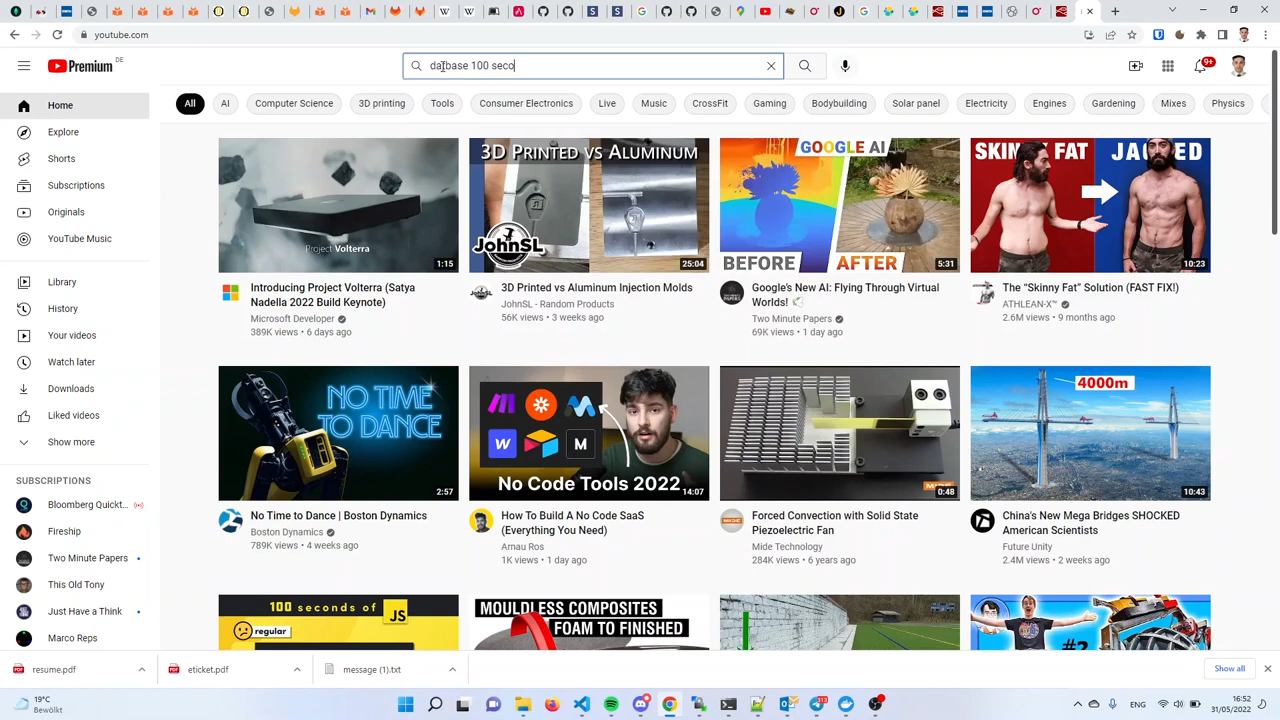 youtube.com
Premium DE
datbase 100 seco
9+
Home
Explore
Shorts
Subscriptions
Originals
YouTube Music
Library
History
Your videos
Watch later
Downloads
Liked videos
Show more
SUBSCRIPTIONS
Bloomberg Quickt...
Fireship
Two Minute Papers
This Old Tony
Just Have a Think
Marco Reps
All
AI
Computer Science
3D printing
Tools
Consumer Electronics
Live
Music
CrossFit
Gaming
Bodybuilding
Solar panel
Electricity
Engines
Gardening
Mixes
Physics
Project Volterra
1:15
Introducing Project Volterra (Satya
Nadella 2022 Build Keynote)
Microsoft Developer
389K views • 6 days ago
3D PRINTED VS ALUMINUM
JOHNSL
25:04
3D Printed vs Aluminum Injection Molds
JohnSL - Random Products
56K views • 3 weeks ago
GOOGLE AI
BEFORE
AFTER
5:31
Google's New AI: Flying Through Virtual
Worlds!
Two Minute Papers
69K views • 1 day ago
SKINNY FAT
JACKED
10:23
The “Skinny Fat” Solution (FAST FIX!)
ATHLEAN-X™
2.6M views • 9 months ago
NO TIME
TO DANCE
2:57
No Time to Dance | Boston Dynamics
Boston Dynamics
789K views • 4 weeks ago
W
M
No Code Tools 2022
14:07
How To Build A No Code SaaS
(Everything You Need)
Arnau Ros
1K views • 1 day ago
MIDE
0:48
Forced Convection with Solid State
Piezoelectric Fan
Mide Technology
284K views • 6 years ago
4000m
10:43
China's New Mega Bridges SHOCKED
American Scientists
Future Unity
2.4M views • 2 weeks ago
100 seconds of JS
regular
MOULDLESS COMPOSITES
FOAM TO FINISHED
#2
resume.pdf
eticket.pdf
message (1).txt
Show all
19°C
Bewölkt
ENG
16:52
31/05/2022